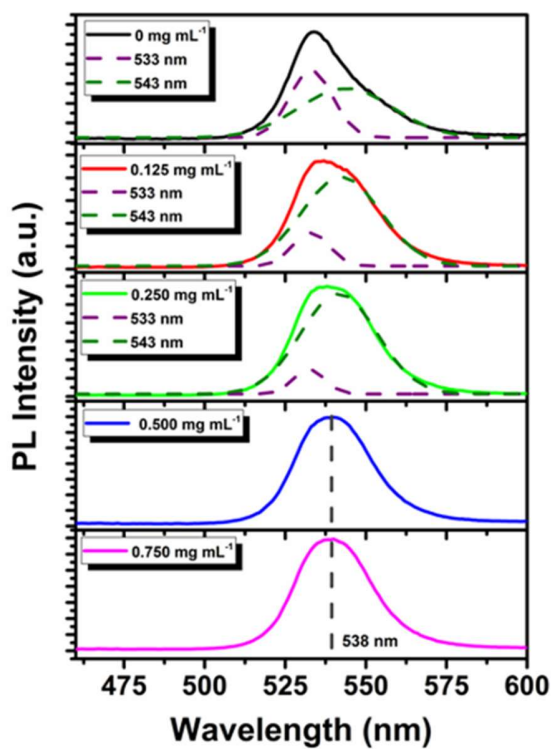 0 mg mL⁻¹
533 nm
543 nm
0.125 mg mL⁻¹
533 nm
543 nm
0.250 mg mL⁻¹
533 nm
543 nm
0.500 mg mL⁻¹
0.750 mg mL⁻¹
538 nm
PL Intensity (a.u.)
475 500 525 550 575 600
Wavelength (nm)